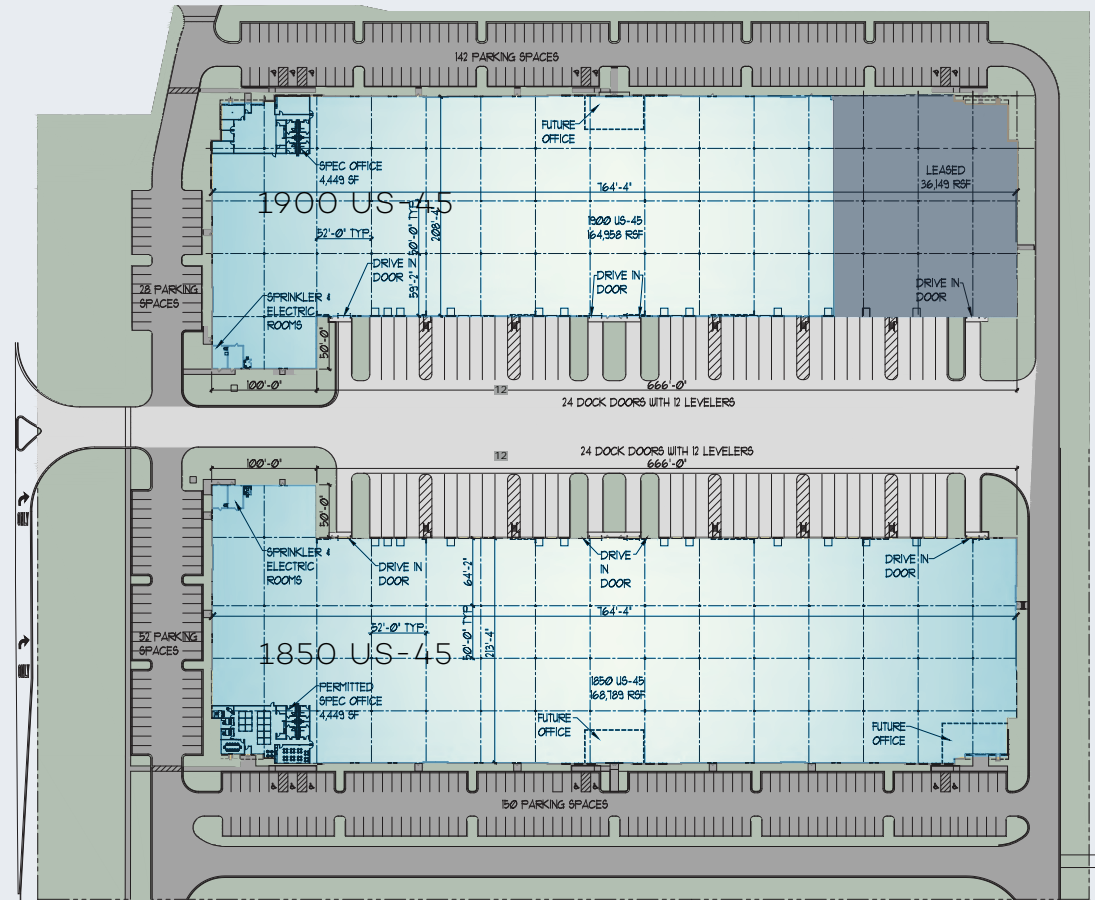 142 PARKING SPACES
FUTURE
OFFICE
SPEC OFFICE
4,449 SF
LEASED
36,149 RSF
764'-4"
1900 US-45
1900 US-45
164,958 RSF
52'-0" TYP.
50'-0" TYP.
208'-4"
59'-2"
DRIVE IN
DOOR
DRIVE IN
DOOR
DRIVE IN
DOOR
28 PARKING
SPACES
SPRINKLER &
ELECTRIC
ROOMS
50'-0"
100'-0"
666'-0"
12
24 DOCK DOORS WITH 12 LEVELERS
24 DOCK DOORS WITH 12 LEVELERS
12
100'-0"
666'-0"
50'-0"
SPRINKLER &
ELECTRIC
ROOMS
DRIVE IN
DOOR
64'-2"
DRIVE
IN
DOOR
DRIVE IN
DOOR
764'-4"
52'-0" TYP.
50'-0" TYP.
213'-4"
52 PARKING
SPACES
1850 US-45
1850 US-45
168,789 RSF
PERMITTED
SPEC OFFICE
4,449 SF
FUTURE
OFFICE
FUTURE
OFFICE
150 PARKING SPACES